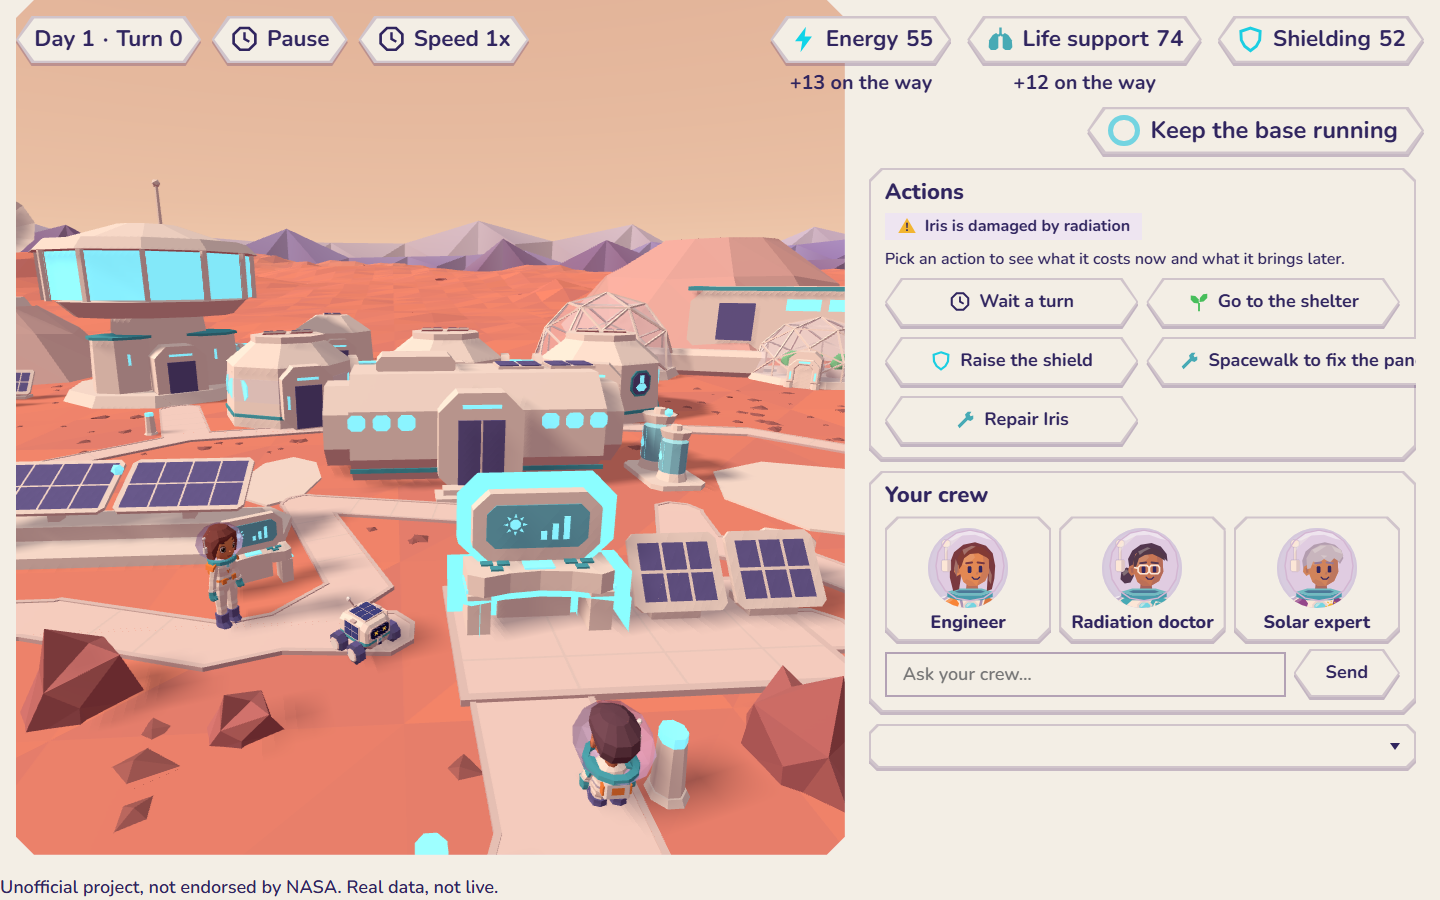 Day 1 · Turn 0
Pause
Speed 1x
Energy 55
Life support 74
Shielding 52
+13 on the way
+12 on the way
Keep the base running
Actions
Iris is damaged by radiation
Pick an action to see what it costs now and what it brings later.
Wait a turn
Go to the shelter
Raise the shield
Spacewalk to fix the pan
Repair Iris
Your crew
Engineer
Radiation doctor
Solar expert
Ask your crew...
Send
Unofficial project, not endorsed by NASA. Real data, not live.